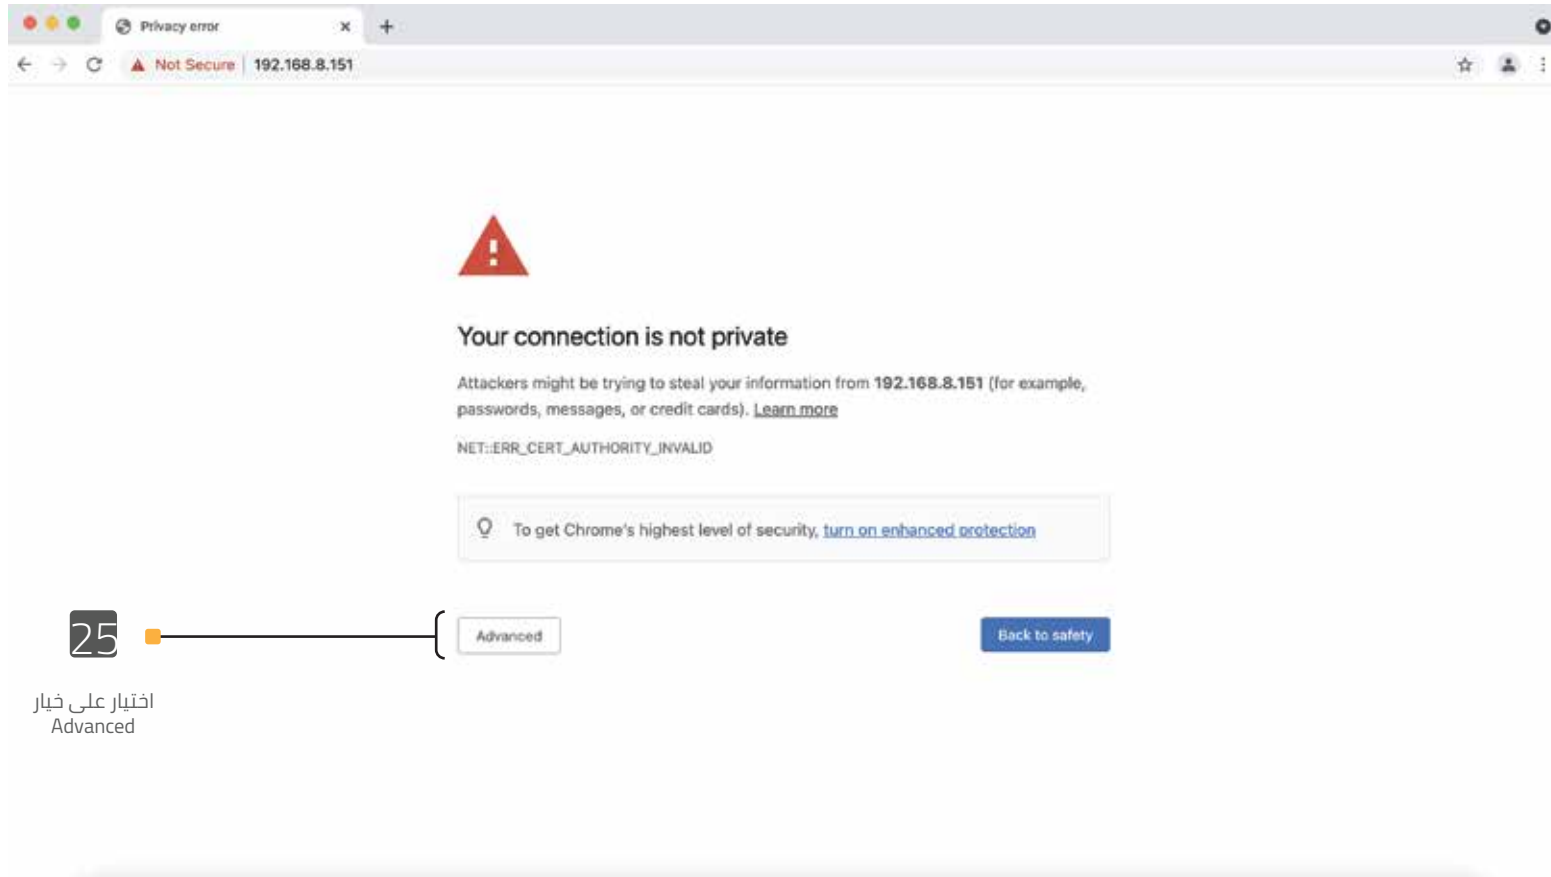 Privacy error
Not Secure 192.168.8.151
Your connection is not private
Attackers might be trying to steal your information from 192.168.8.151 (for example,
passwords, messages, or credit cards). Learn more
NET::ERR_CERT_AUTHORITY_INVALID
To get Chrome's highest level of security, turn on enhanced protection
Advanced
Back to safety
25
اختيار على خيار
Advanced